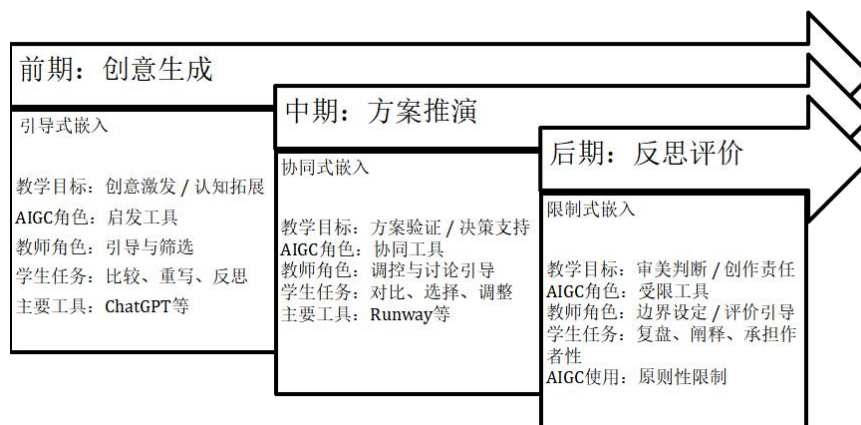 前期：创意生成
引导式嵌入
教学目标：创意激发 / 认知拓展
AIGC角色：启发工具
教师角色：引导与筛选
学生任务：比较、重写、反思
主要工具：ChatGPT等
中期：方案推演
协同式嵌入
教学目标：方案验证 / 决策支持
AIGC角色：协同工具
教师角色：调控与讨论引导
学生任务：对比、选择、调整
主要工具：Runway等
后期：反思评价
限制式嵌入
教学目标：审美判断 / 创作责任
AIGC角色：受限工具
教师角色：边界设定 / 评价引导
学生任务：复盘、阐释、承担作
者性
AIGC使用：原则性限制